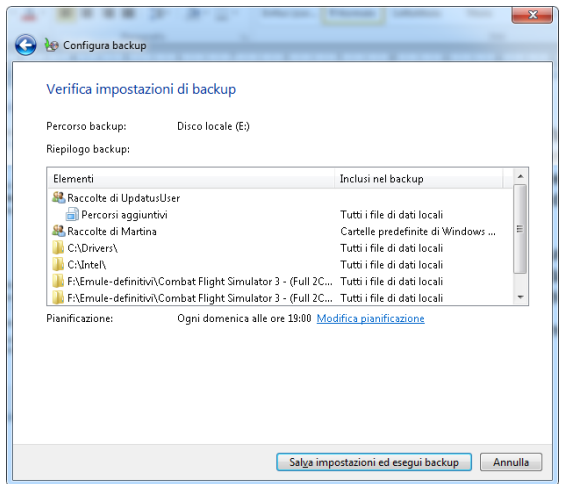 Configura backup
Verifica impostazioni di backup
Percorso backup: Disco locale (E:)
Riepilogo backup:
Elementi Inclusi nel backup
Raccolte di UpdatusUser
Percorsi aggiuntivi Tutti i file di dati locali
Raccolte di Martina Cartelle predefinite di Windows ...
C:\Drivers\ Tutti i file di dati locali
C:\Intel\ Tutti i file di dati locali
F:\Emule-definitivi\Combat Flight Simulator 3 - (Full 2C... Tutti i file di dati locali
F:\Emule-definitivi\Combat Flight Simulator 3 - (Full 2C... Tutti i file di dati locali
Pianificazione: Ogni domenica alle ore 19:00 Modifica pianificazione
Salva impostazioni ed esegui backup Annulla